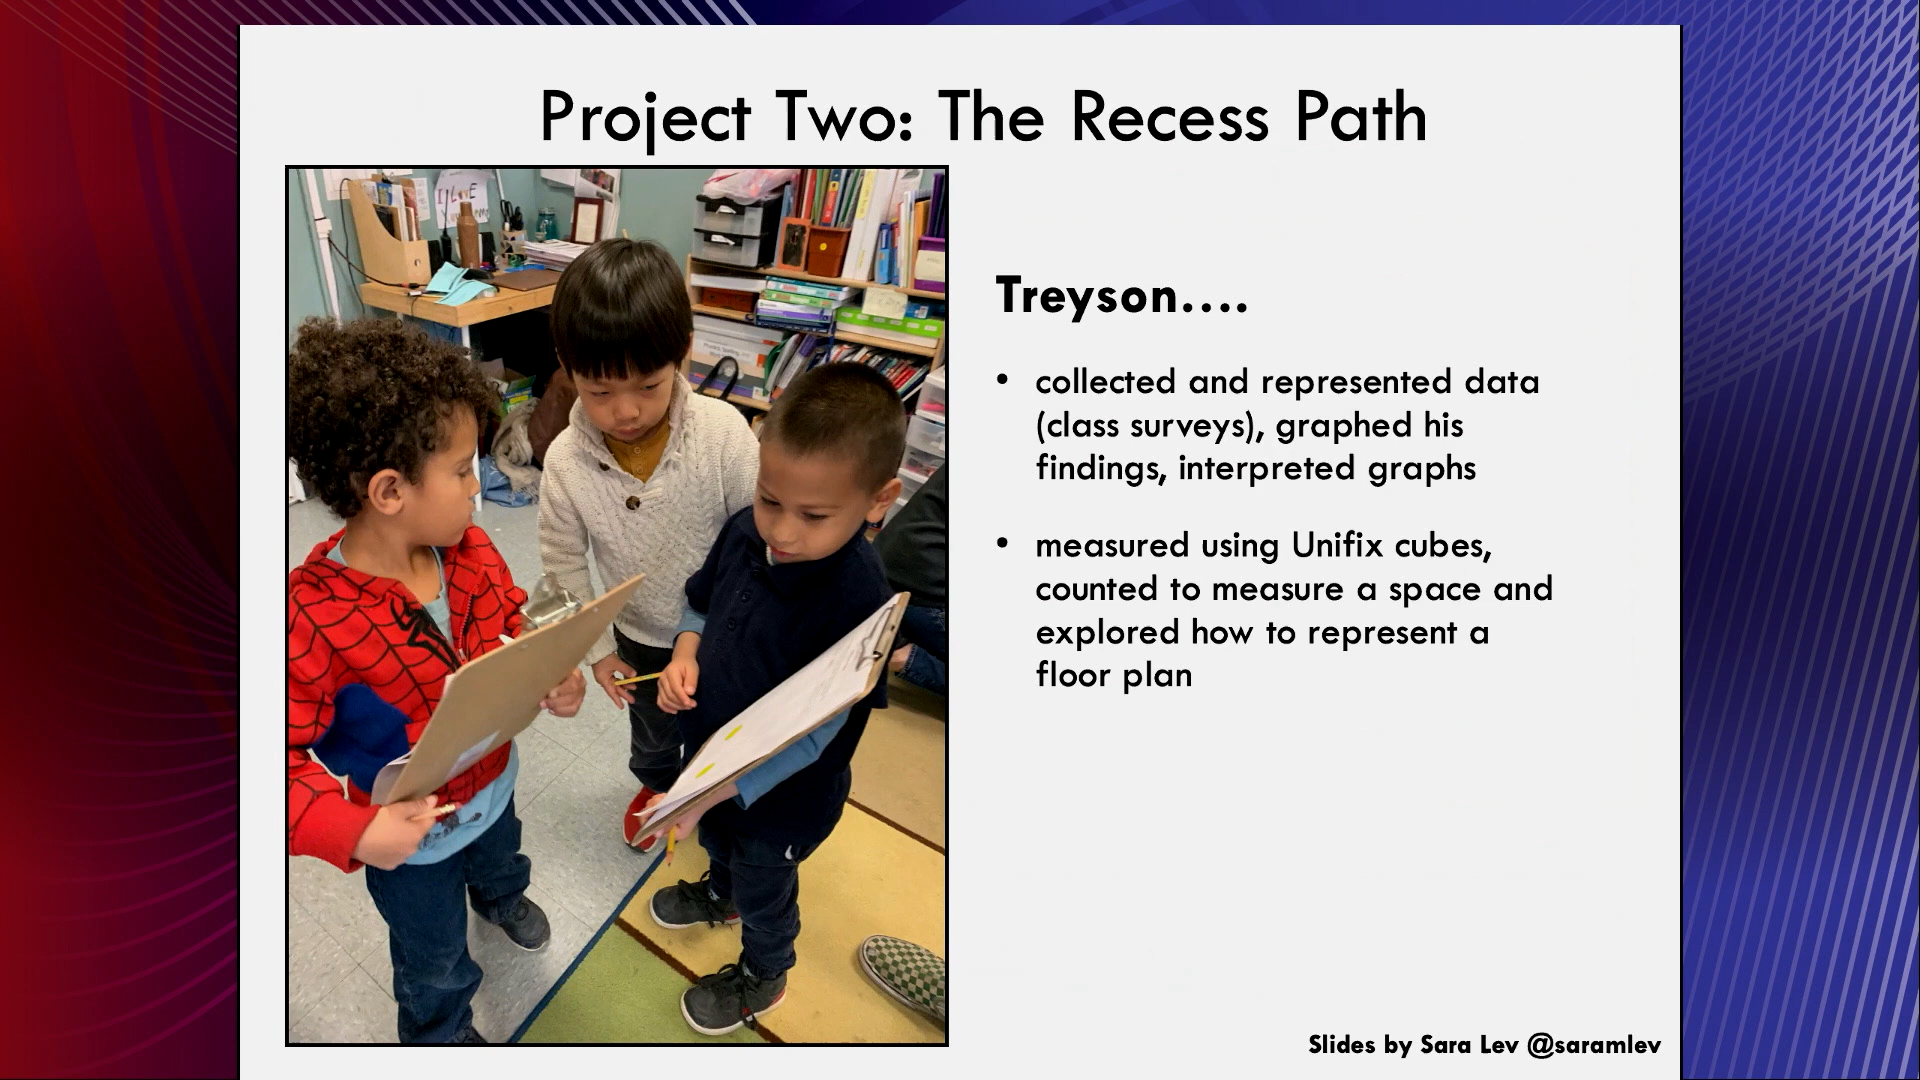 Project Two: The Recess Path
I LOVE
Treyson....
• collected and represented data
(class surveys), graphed his
findings, interpreted graphs
• measured using Unifix cubes,
counted to measure a space and
explored how to represent a
floor plan
Slides by Sara Lev @saramlev